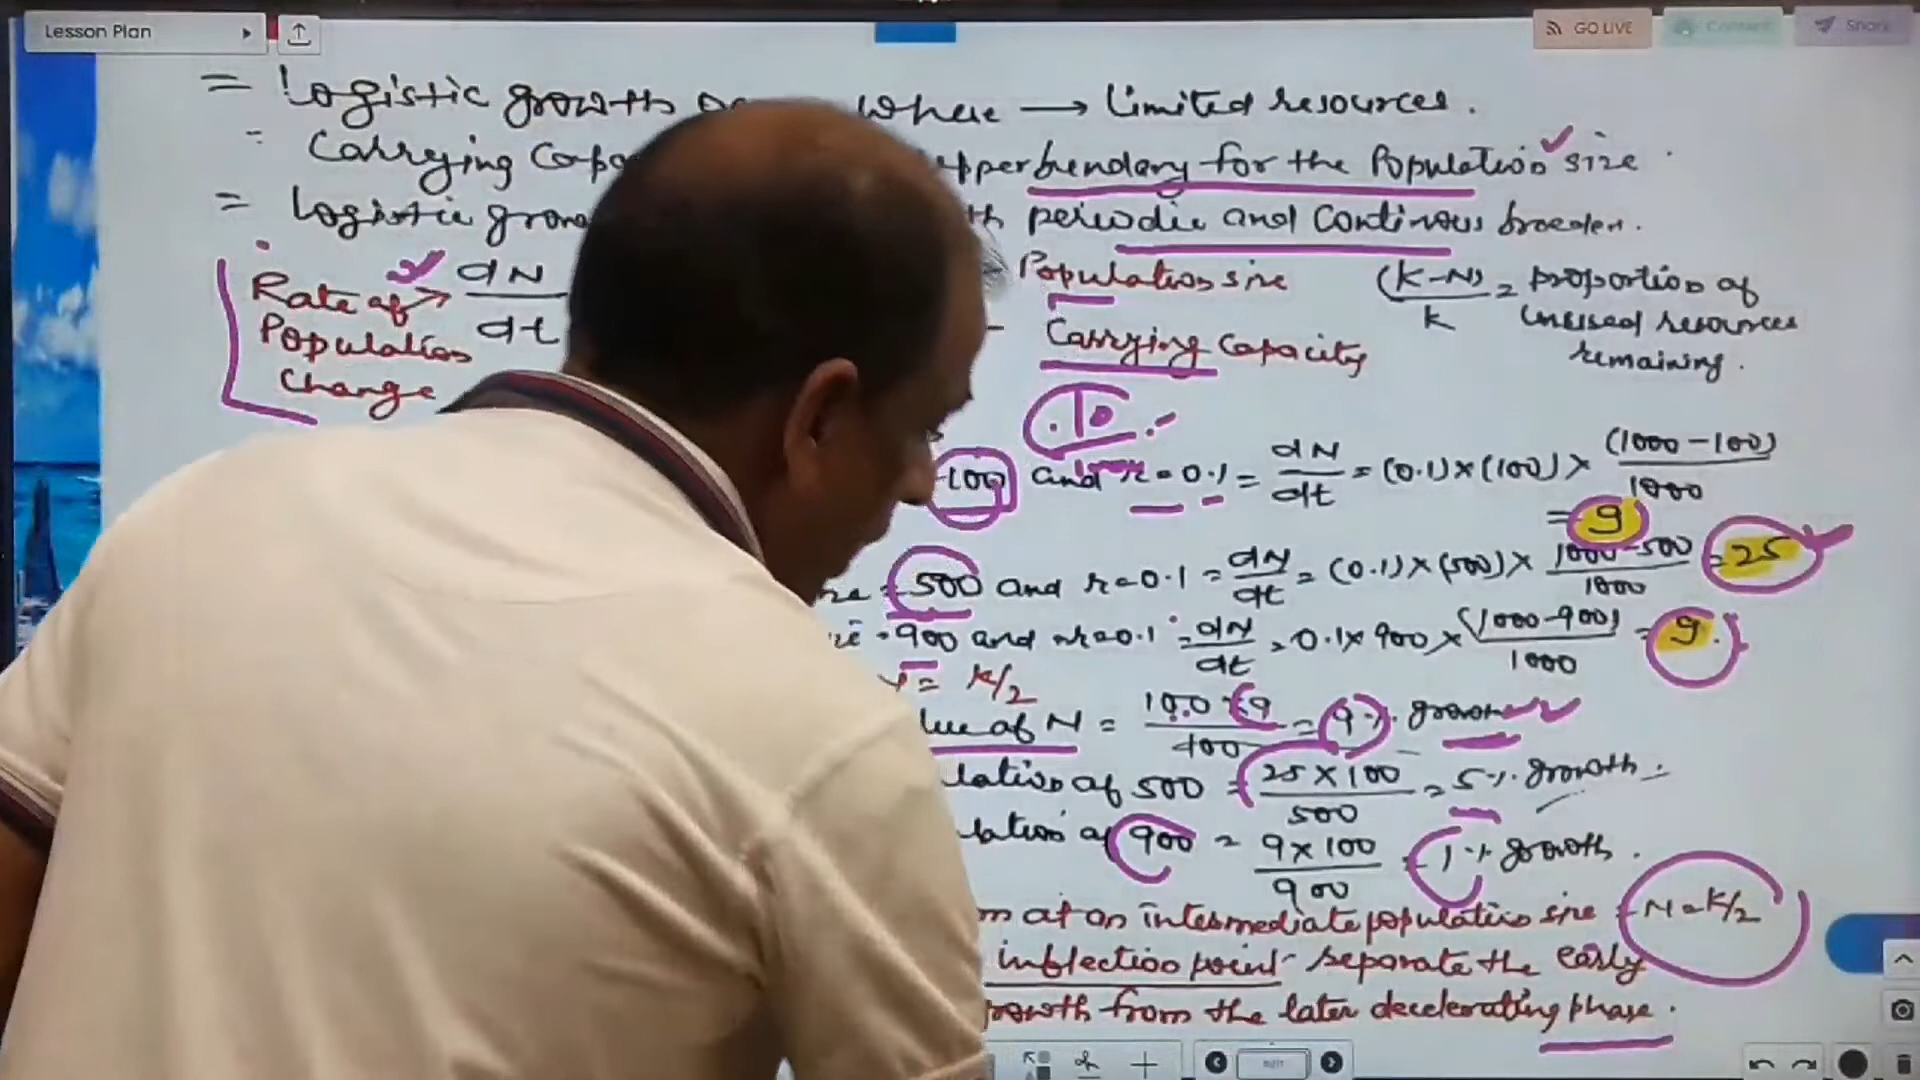 Lesson Plan
GO LIVE
Content
Share
= Logistic growth where → Limited resources.
Carrying upper bundary for the Population size
= Logistic periodic and continous breeder.
Rate of Population Change → dN/dt
Population size
Carrying Capacity
(K-N)/K = proportion of unused resources remaining.
.10
100 and r=0.1 = dN/dt = (0.1)×(100)× (1000-100)/1000
= 9
= 500 and r=0.1 = dN/dt = (0.1)×(500)× 1000-500/1000 = 25
900 and r=0.1 = dN/dt = 0.1×900× (1000-900)/1000 = 9
= K/2
of N = 100×9/100 = 9% growth
of 500 = 25×100/500 = 5% growth
900 = 9×100/900 = 1% growth.
at an intermediate population size N=K/2
inflection point separate the early
growth from the later decelerating phase.